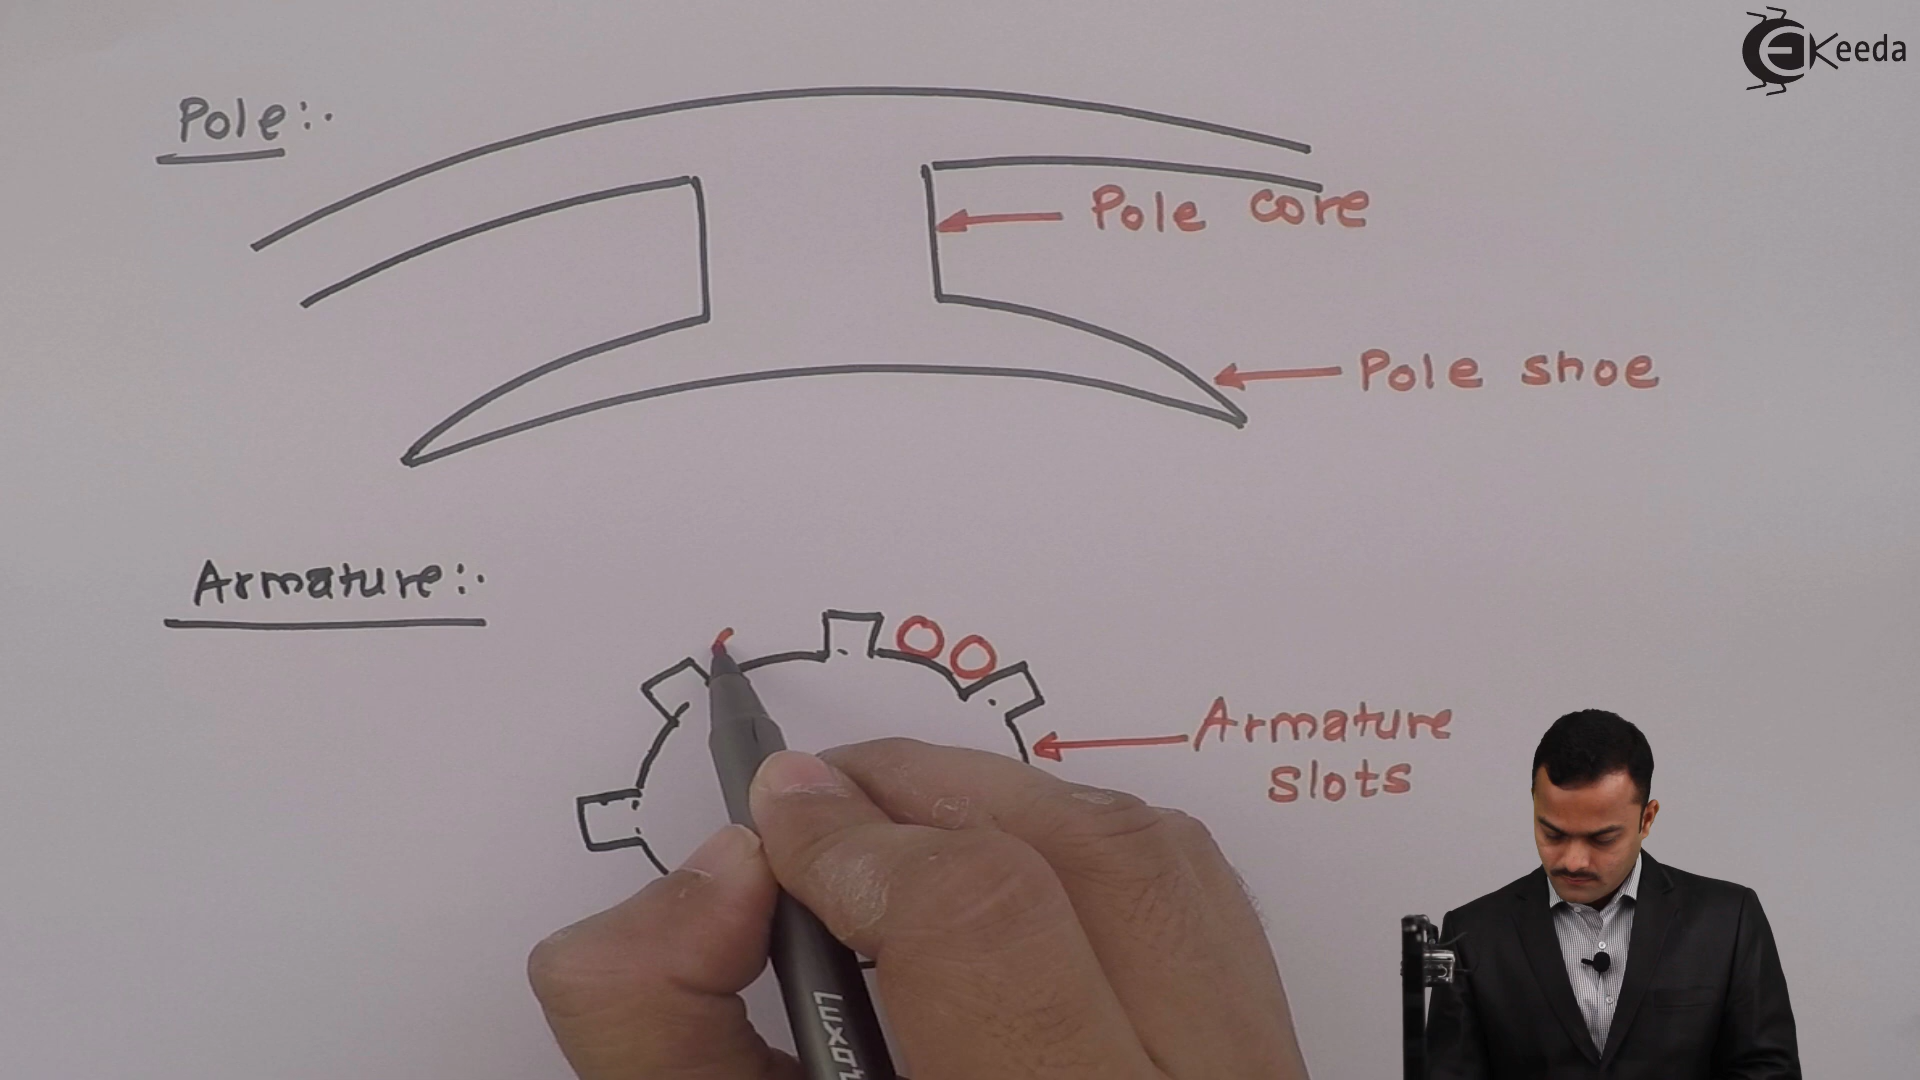 Keeda
Pole:-
Pole core
Pole shoe
Armature:-
Armature
slots